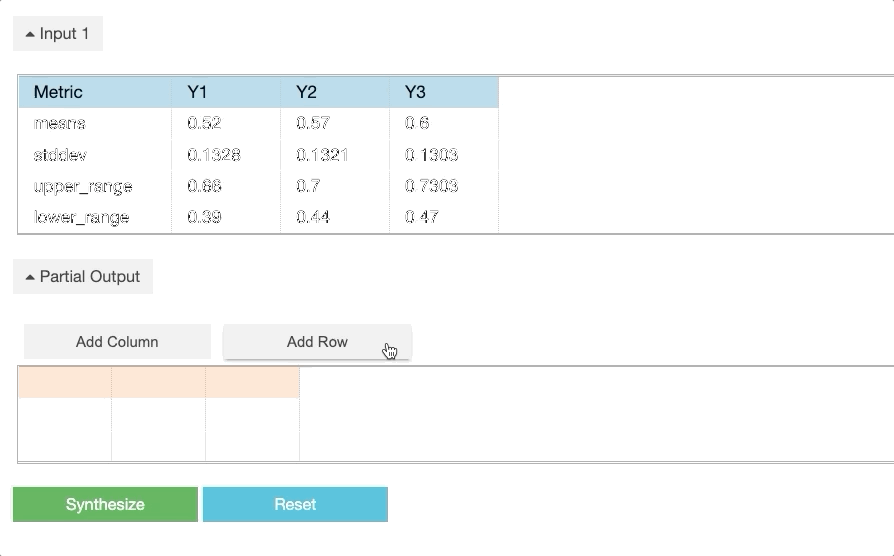 Input 1
Metric Y1 Y2 Y3
means 0.52 0.57 0.6
stddev 0.1328 0.1321 0.1303
upper_range 0.66 0.7 0.7303
lower_range 0.39 0.44 0.47
Partial Output
Add Column Add Row
Synthesize Reset